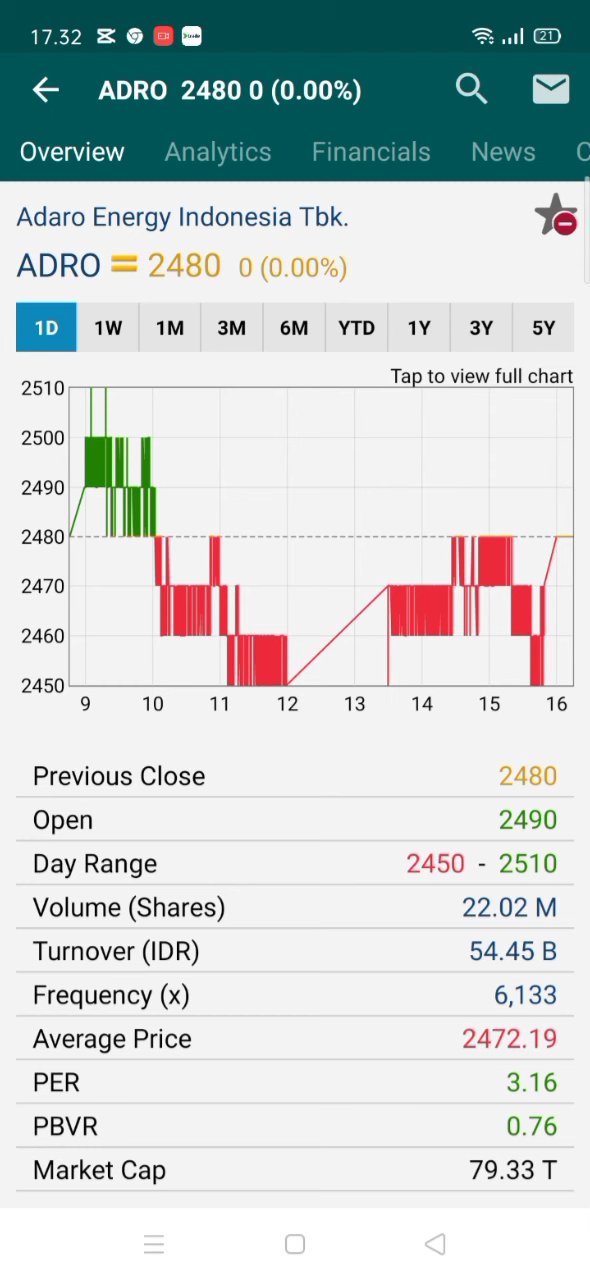 17.32
21
ADRO 2480 0 (0.00%)
Overview Analytics Financials News C
Adaro Energy Indonesia Tbk.
ADRO = 2480 0 (0.00%)
1D 1W 1M 3M 6M YTD 1Y 3Y 5Y
Tap to view full chart
2510
2500
2490
2480
2470
2460
2450
9 10 11 12 13 14 15 16
Previous Close 2480
Open 2490
Day Range 2450 - 2510
Volume (Shares) 22.02 M
Turnover (IDR) 54.45 B
Frequency (x) 6,133
Average Price 2472.19
PER 3.16
PBVR 0.76
Market Cap 79.33 T